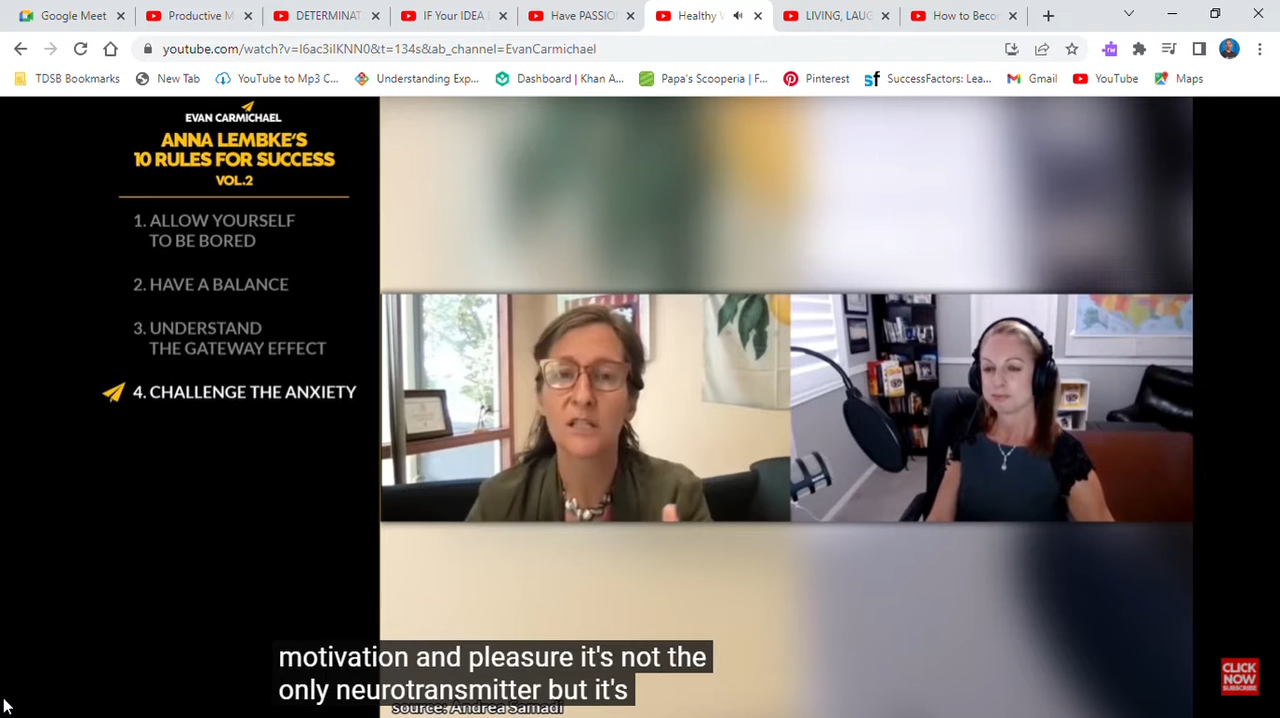 Google Meet
Productive M
DETERMINAT
IF Your IDEA
Have PASSIO
Healthy
LIVING, LAUG
How to Becor
youtube.com/watch?v=l6ac3iIKNN0&t=134s&ab_channel=EvanCarmichael
TDSB Bookmarks
New Tab
YouTube to Mp3 C...
Understanding Exp...
Dashboard | Khan A...
Papa's Scooperia | F...
Pinterest
SuccessFactors: Lea...
Gmail
YouTube
Maps
EVAN CARMICHAEL
ANNA LEMBKE'S
10 RULES FOR SUCCESS
VOL.2
1. ALLOW YOURSELF
TO BE BORED
2. HAVE A BALANCE
3. UNDERSTAND
THE GATEWAY EFFECT
4. CHALLENGE THE ANXIETY
motivation and pleasure it's not the
only neurotransmitter but it's
source: Andrea Samadi
CLICK
NOW
SUBSCRIBE